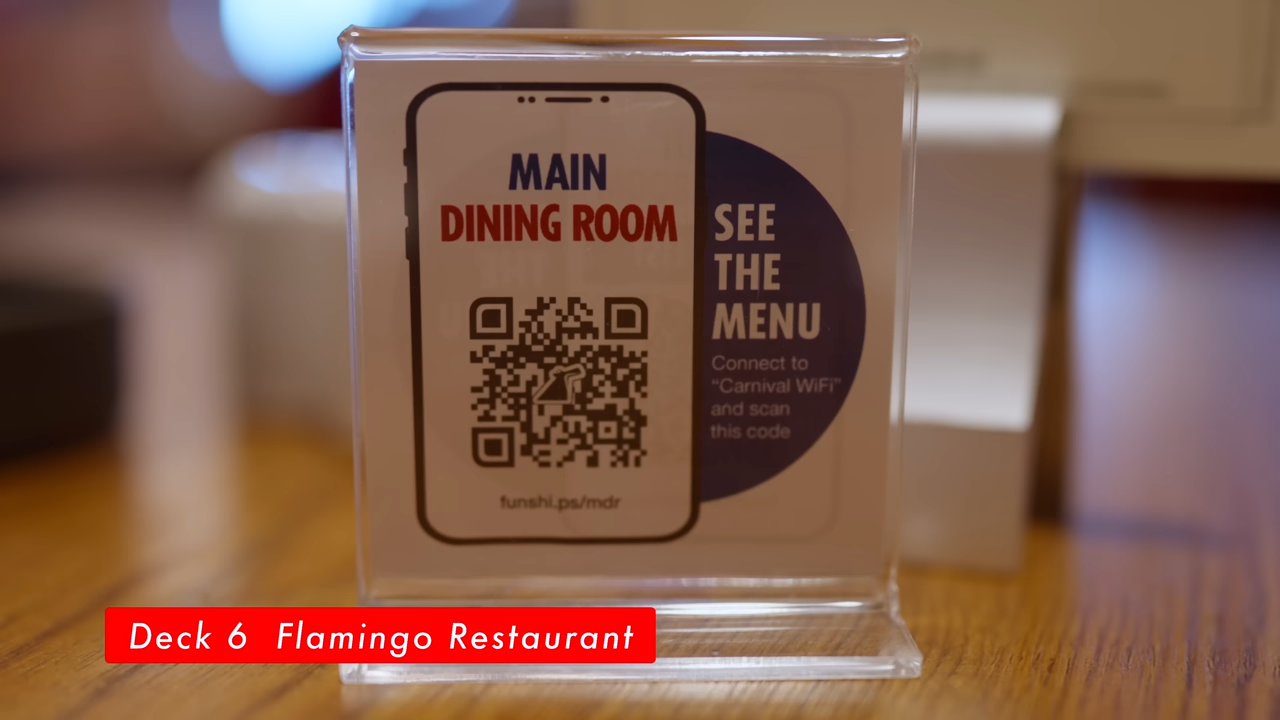 MAIN
DINING ROOM
funshi.ps/mdr
SEE
THE
MENU
Connect to
“Carnival WiFi”
and scan
this code
Deck 6 Flamingo Restaurant